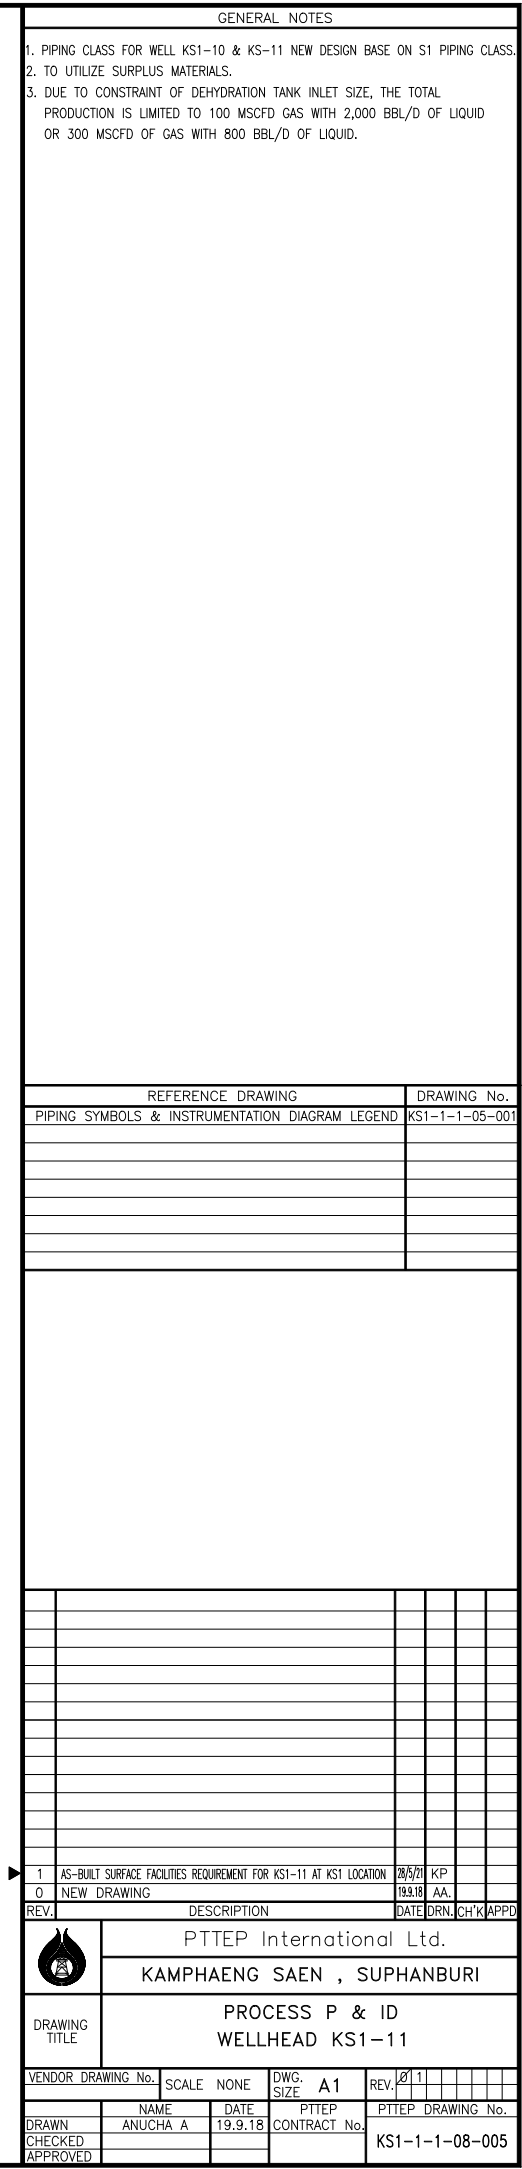 GENERAL NOTES
1. PIPING CLASS FOR WELL KS1-10 & KS-11 NEW DESIGN BASE ON S1 PIPING CLASS.
2. TO UTILIZE SURPLUS MATERIALS.
3. DUE TO CONSTRAINT OF DEHYDRATION TANK INLET SIZE, THE TOTAL
PRODUCTION IS LIMITED TO 100 MSCFD GAS WITH 2,000 BBL/D OF LIQUID
OR 300 MSCFD OF GAS WITH 800 BBL/D OF LIQUID.
REFERENCE DRAWING DRAWING No.
PIPING SYMBOLS & INSTRUMENTATION DIAGRAM LEGEND KS1-1-1-05-001
1 AS-BUILT SURFACE FACILITIES REQUIREMENT FOR KS1-11 AT KS1 LOCATION 28/5/21 KP
0 NEW DRAWING 19.9.18 AA.
REV. DESCRIPTION DATE DRN. CH'K APPD
PTTEP International Ltd.
KAMPHAENG SAEN , SUPHANBURI
DRAWING
TITLE
PROCESS P & ID
WELLHEAD KS1-11
VENDOR DRAWING No.
SCALE NONE
DWG.
SIZE A1
REV. 0 1
NAME DATE
DRAWN ANUCHA A 19.9.18
CHECKED
APPROVED
PTTEP
CONTRACT No.
PTTEP DRAWING No.
KS1-1-1-08-005